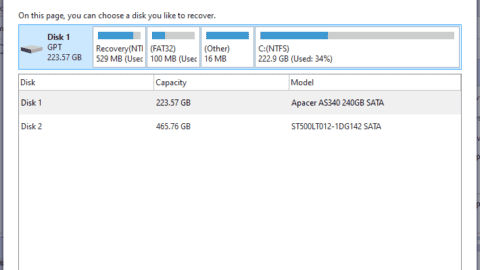 On this page, you can choose a disk you like to recover.
Disk 1
GPT
223.57 GB
Recovery(NTI
529 MB (Usec
(FAT32)
100 MB (Usec
(Other)
16 MB
C:(NTFS)
222.9 GB (Used: 34%)
Disk Capacity Model
Disk 1 223.57 GB Apacer AS340 240GB SATA
Disk 2 465.76 GB ST500LT012-1DG142 SATA